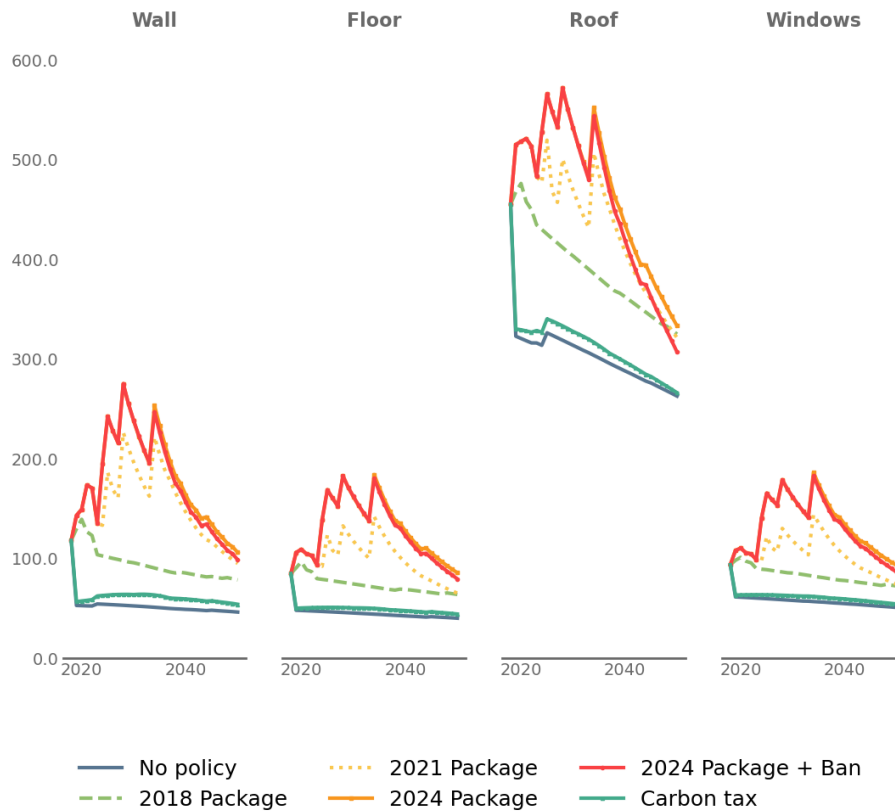 Wall Floor Roof Windows
600.0
500.0
400.0
300.0
200.0
100.0
0.0
2020 2040 2020 2040 2020 2040 2020 2040
No policy 2021 Package 2024 Package + Ban
2018 Package 2024 Package Carbon tax